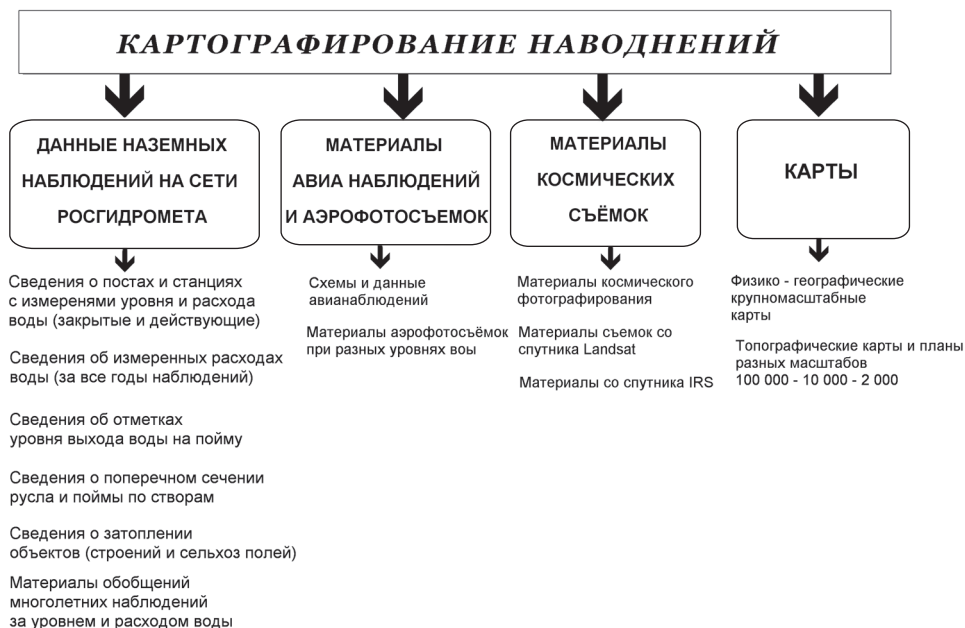 КАРТОГРАФИРОВАНИЕ НАВОДНЕНИЙ
ДАННЫЕ НАЗЕМНЫХ
НАБЛЮДЕНИЙ НА СЕТИ
РОСГИДРОМЕТА
Сведения о постах и станциях
с измеренями уровня и расхода
воды (закрытые и действующие)
Сведения об измеренных расходах
воды (за все годы наблюдений)
Сведения об отметках
уровня выхода воды на пойму
Сведения о поперечном сечении
русла и поймы по створам
Сведения о затоплении
объектов (строений и сельхоз полей)
Материалы обобщений
многолетних наблюдений
за уровнем и расходом воды
МАТЕРИАЛЫ
АВИА НАБЛЮДЕНИЙ
И АЭРОФОТОСЪЕМОК
Схемы и данные
авианаблюдений
Материалы аэрофотосъёмок
при разных уровнях воы
МАТЕРИАЛЫ
КОСМИЧЕСКИХ
СЪЁМОК
Материалы космического
фотографирования
Материалы съемок со
спутника Landsat
Материалы со спутника IRS
КАРТЫ
Физико - географические
крупномасштабные
карты
Топографические карты и планы
разных масштабов
100 000 - 10 000 - 2 000